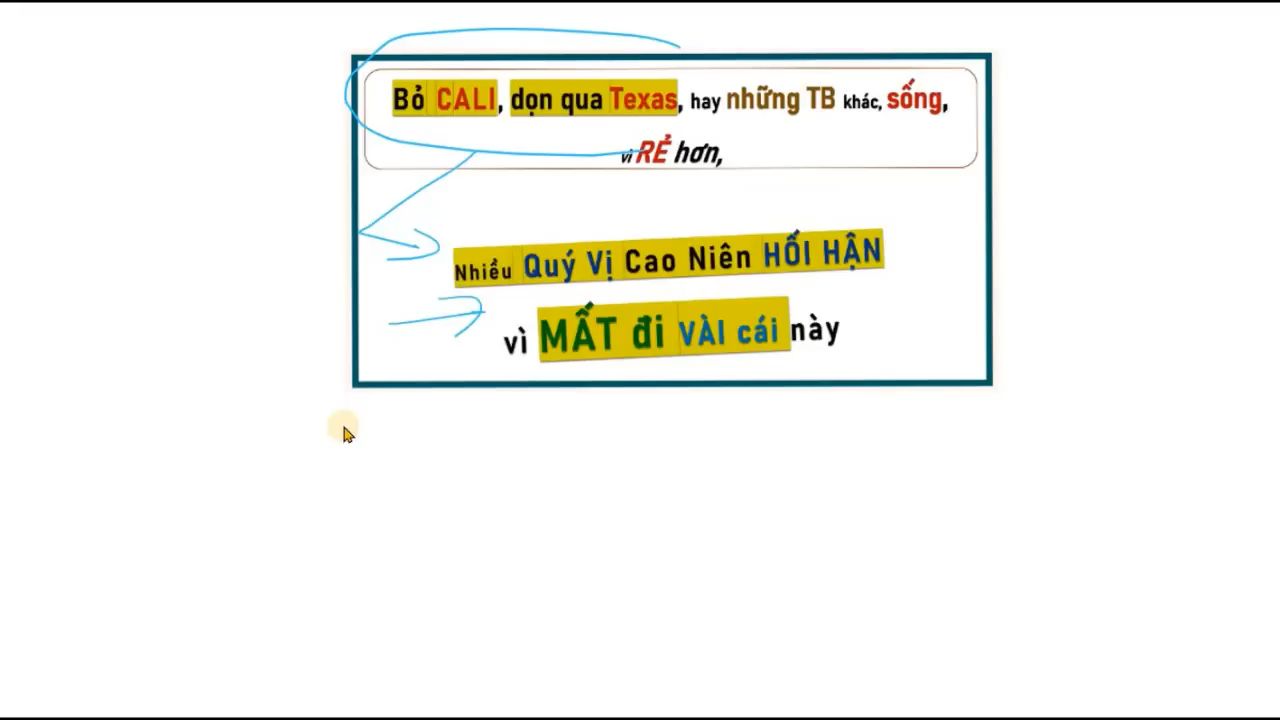 Bỏ CALI, dọn qua Texas, hay những TB khác, sống,
vì RẺ hơn,
Nhiều Quý Vị Cao Niên HỐI HẬN
vì MẤT đi VÀI cái này